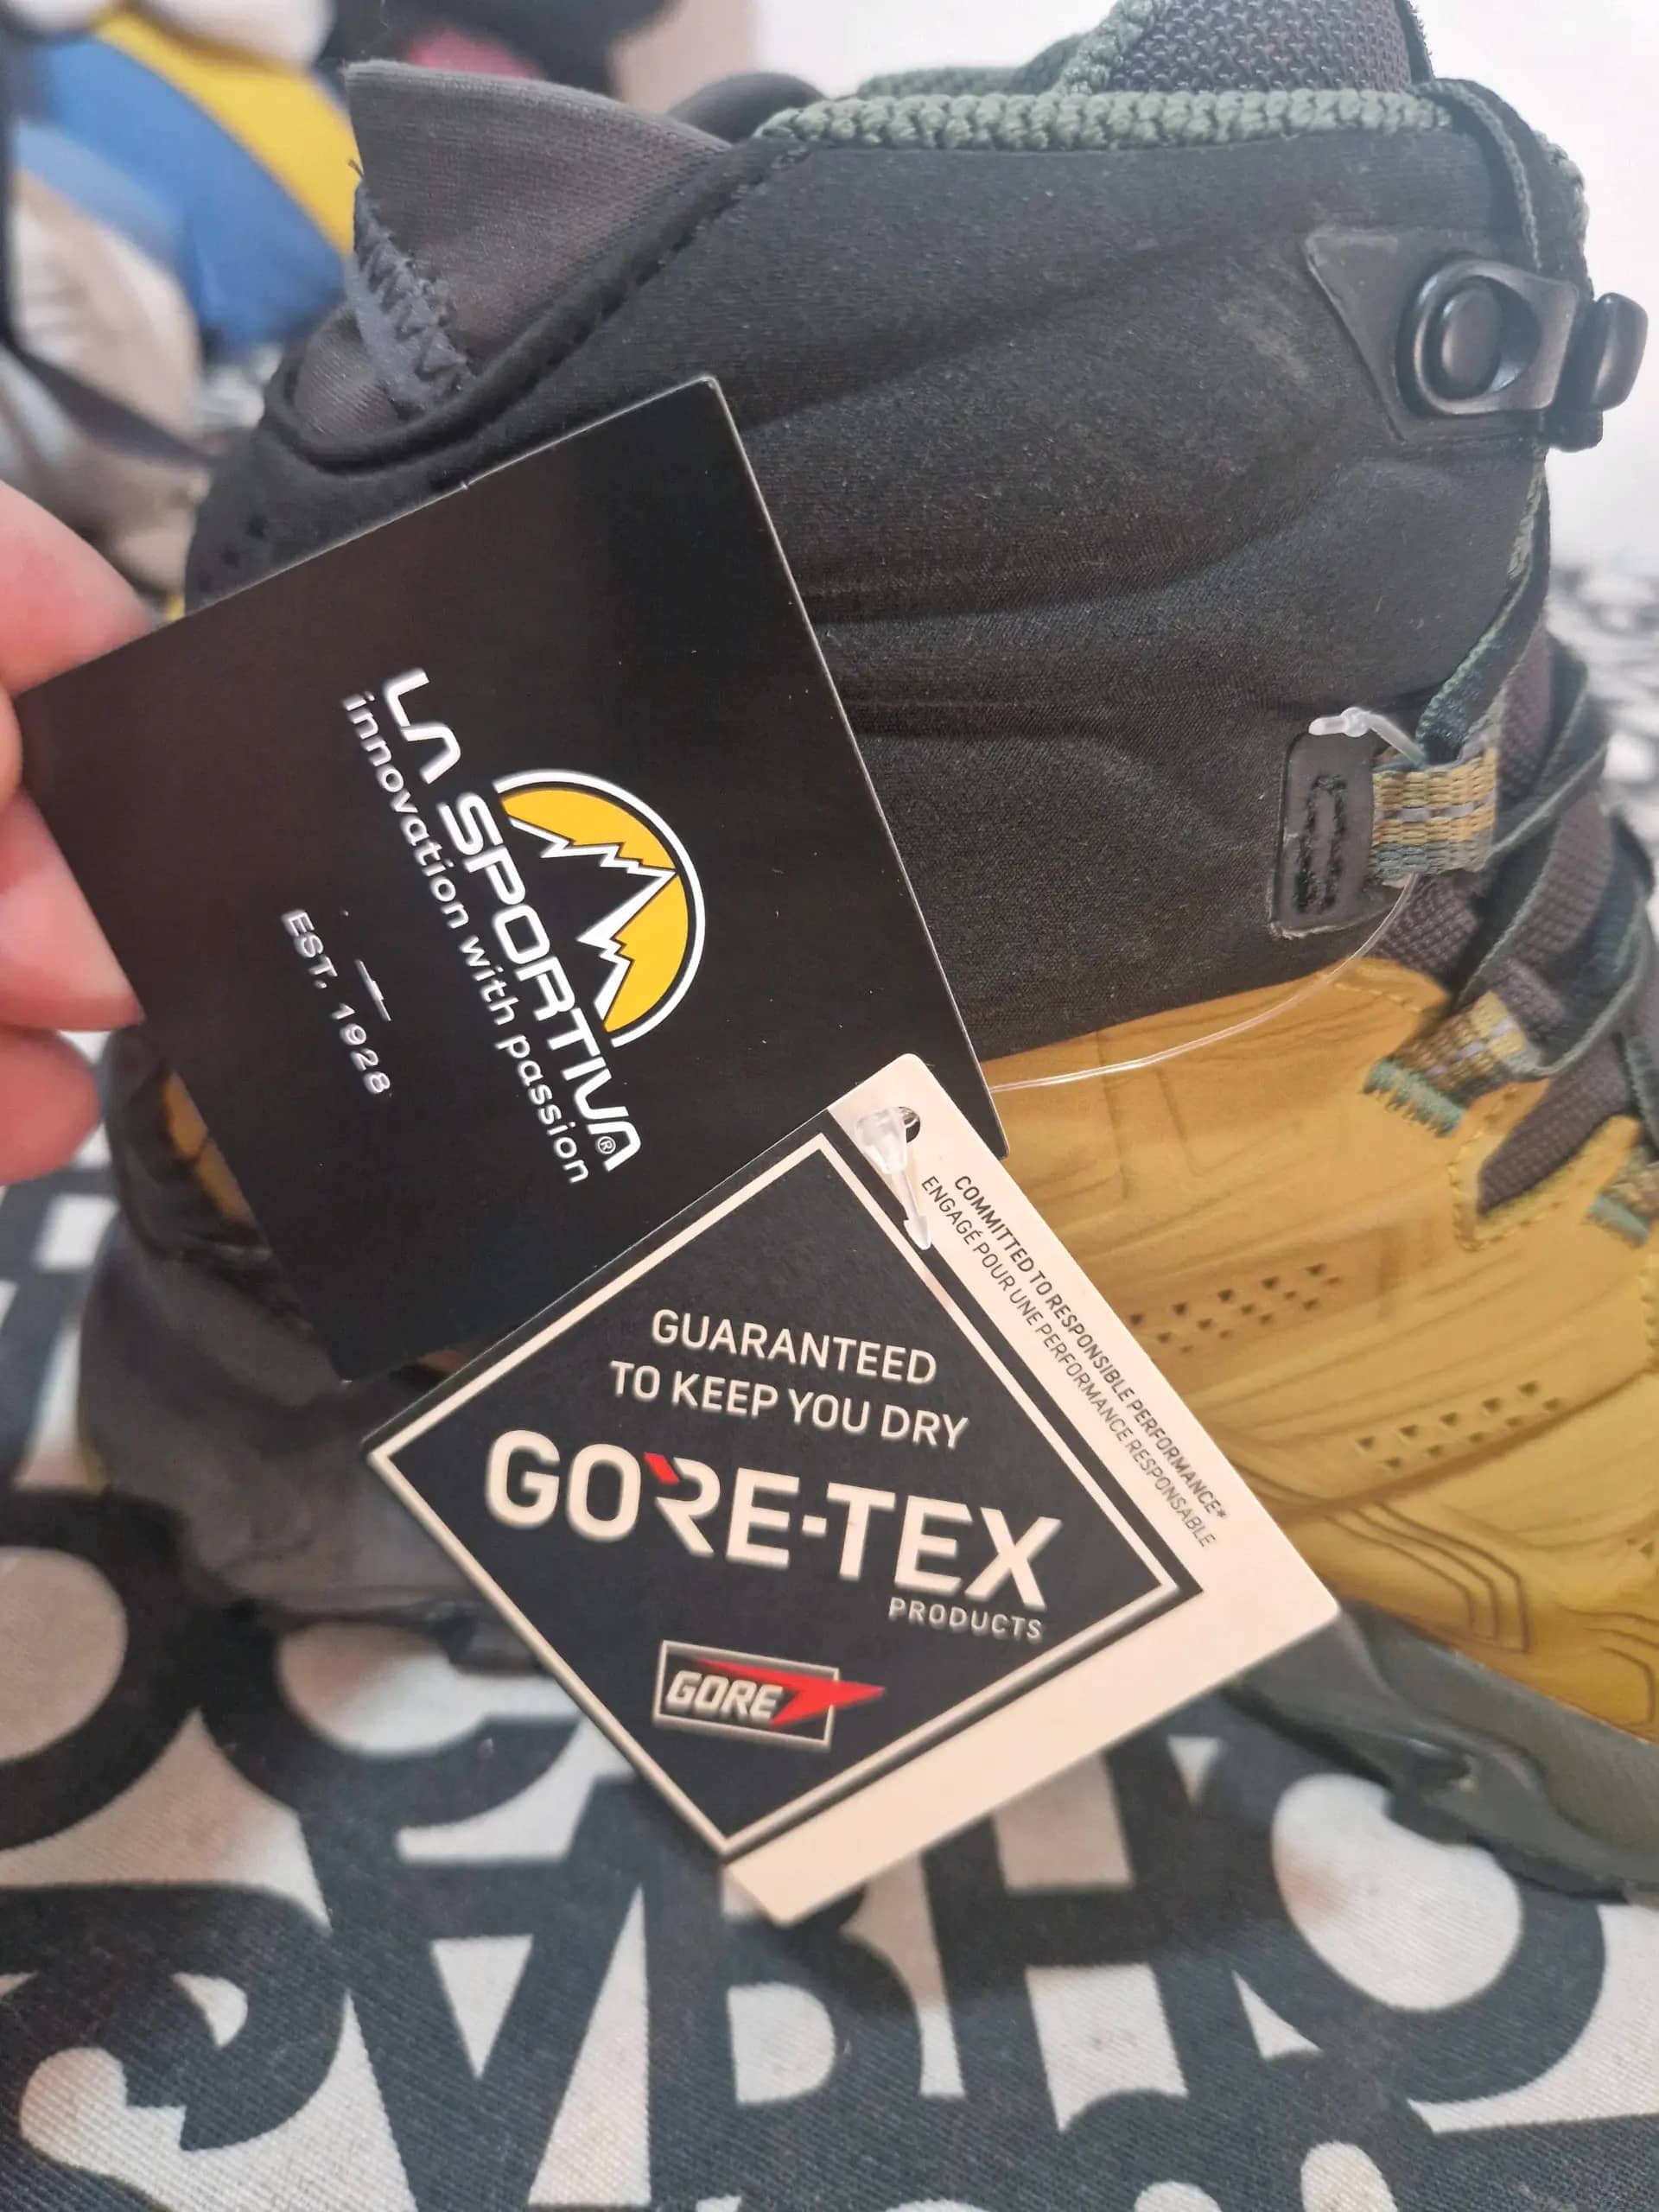 LA SPORTIVA®
innovation with passion
EST. 1928
COMMITTED TO RESPONSIBLE PERFORMANCE*
ENGAGÉ POUR UNE PERFORMANCE RESPONSABLE
GUARANTEED
TO KEEP YOU DRY
GORE-TEX
PRODUCTS
GORE